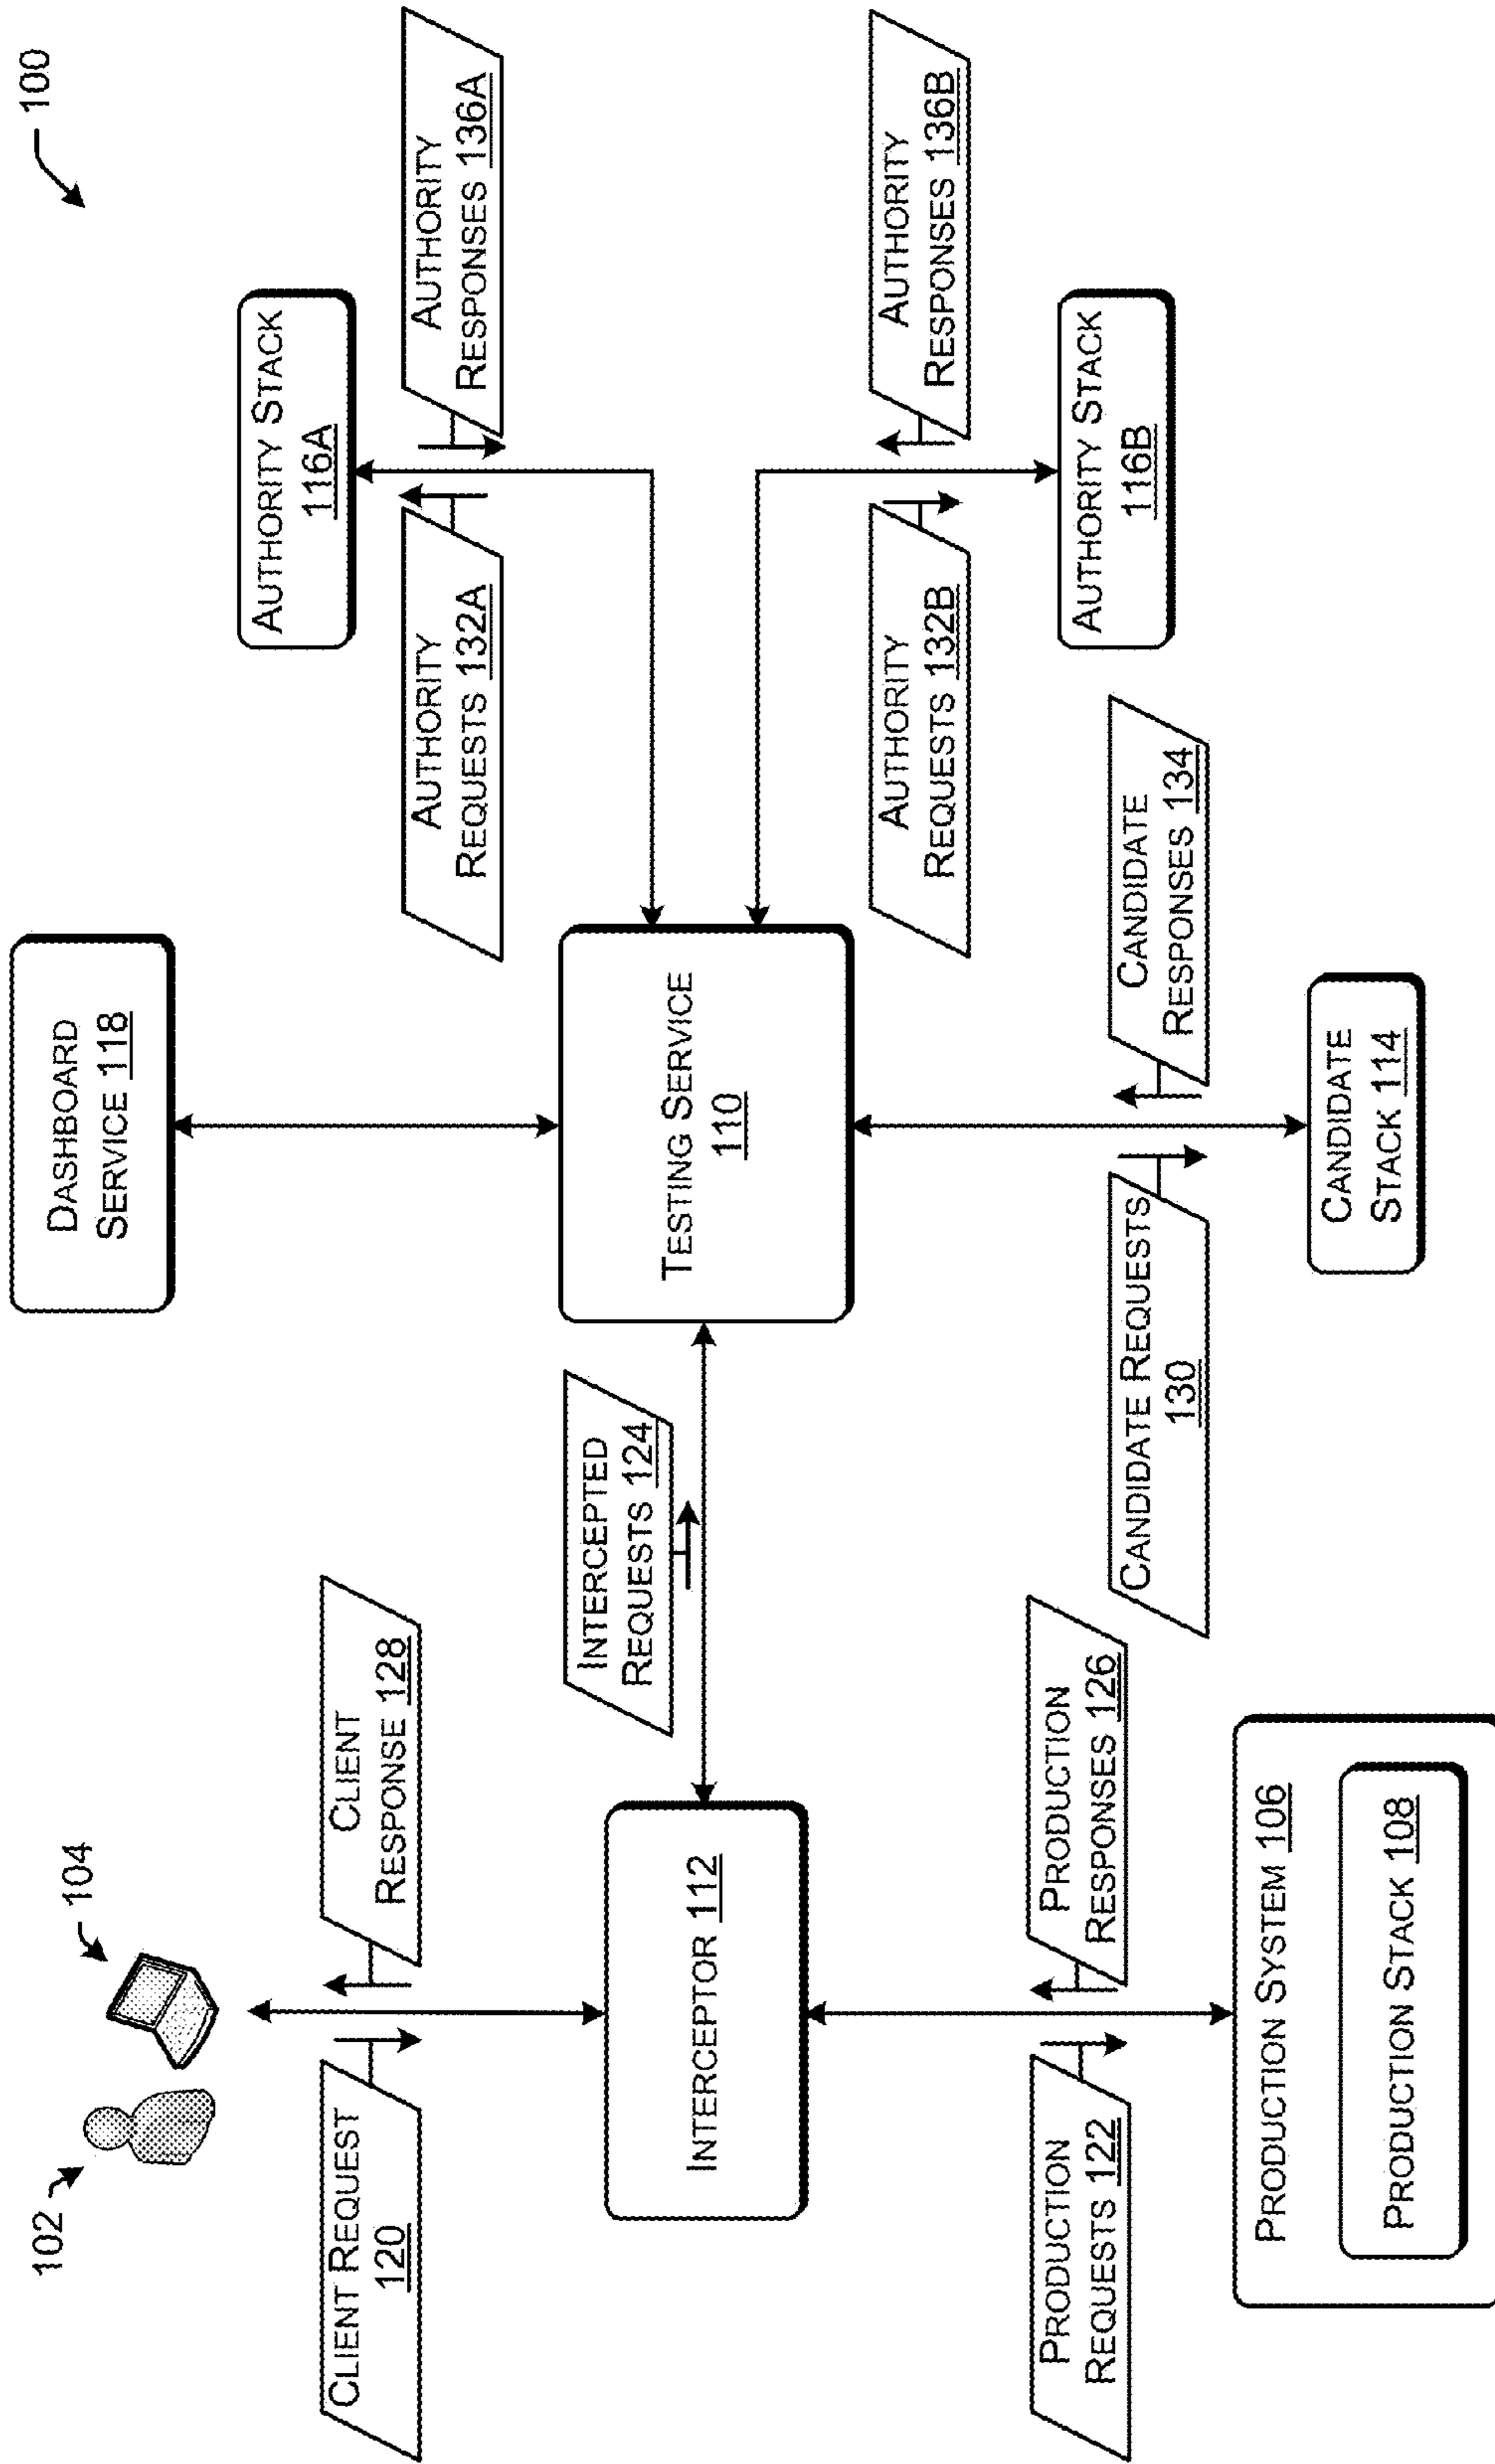 100
102
104
CLIENT REQUEST
120
CLIENT
RESPONSE 128
INTERCEPTOR 112
PRODUCTION
REQUESTS 122
PRODUCTION
RESPONSES 126
PRODUCTION SYSTEM 106
PRODUCTION STACK 108
INTERCEPTED
REQUESTS 124
DASHBOARD
SERVICE 118
TESTING SERVICE
110
CANDIDATE REQUESTS
130
CANDIDATE
RESPONSES 134
CANDIDATE
STACK 114
AUTHORITY STACK
116A
AUTHORITY
REQUESTS 132A
AUTHORITY
RESPONSES 136A
AUTHORITY
REQUESTS 132B
AUTHORITY
RESPONSES 136B
AUTHORITY STACK
116B